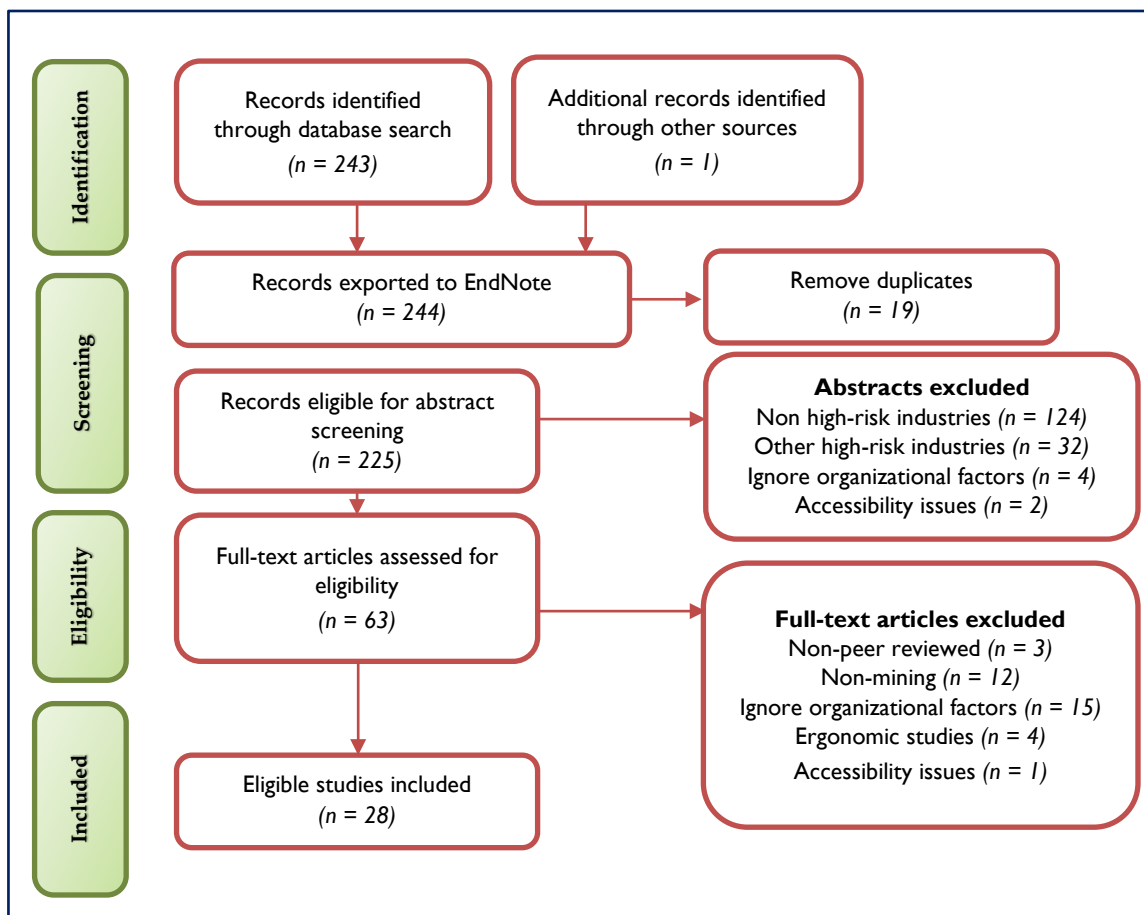 Identification
Records identified
through database search
(n = 243)
Additional records identified
through other sources
(n = 1)
Screening
Records exported to EndNote
(n = 244)
Remove duplicates
(n = 19)
Records eligible for abstract
screening
(n = 225)
Abstracts excluded
Non high-risk industries (n = 124)
Other high-risk industries (n = 32)
Ignore organizational factors (n = 4)
Accessibility issues (n = 2)
Eligibility
Full-text articles assessed for
eligibility
(n = 63)
Full-text articles excluded
Non-peer reviewed (n = 3)
Non-mining (n = 12)
Ignore organizational factors (n = 15)
Ergonomic studies (n = 4)
Accessibility issues (n = 1)
Included
Eligible studies included
(n = 28)